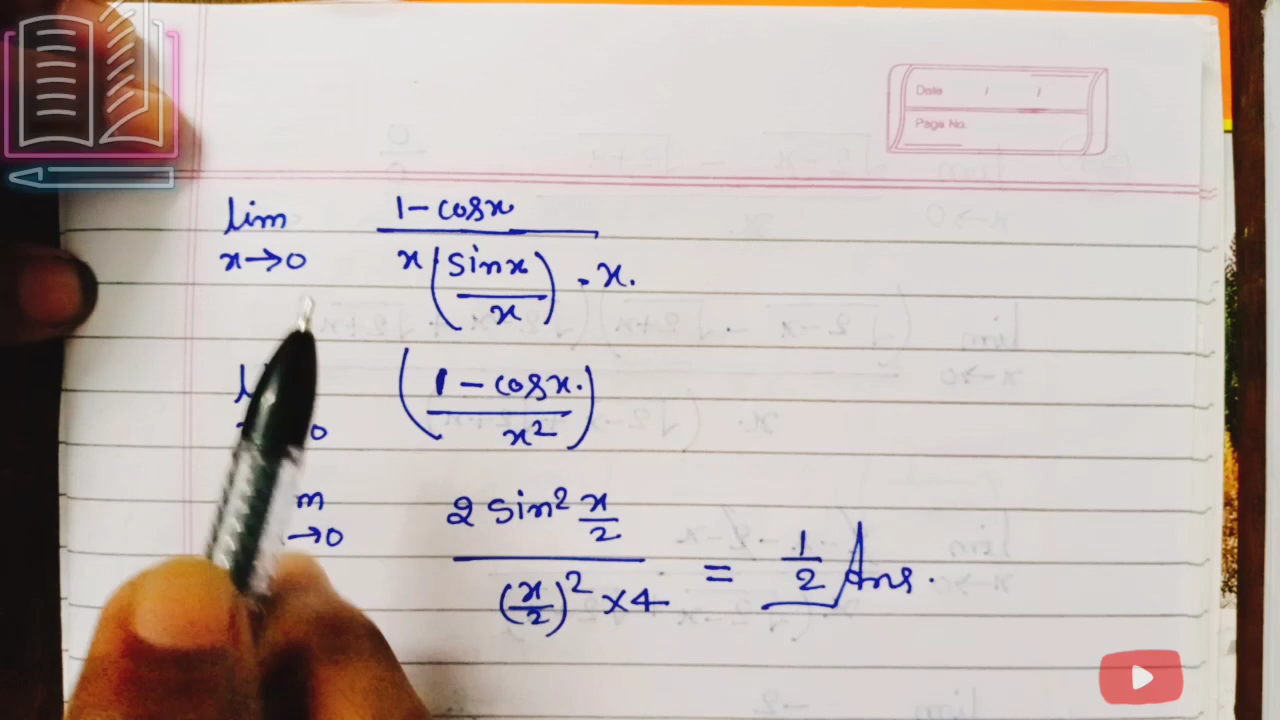 Date / /
Page No.
lim x→0 1-cosx / x (sinx / x) · x.
(1-cosx. / x²)
0
m →0 2 sin² x/2 / (x/2)² ×4 = 1/2 Ans.